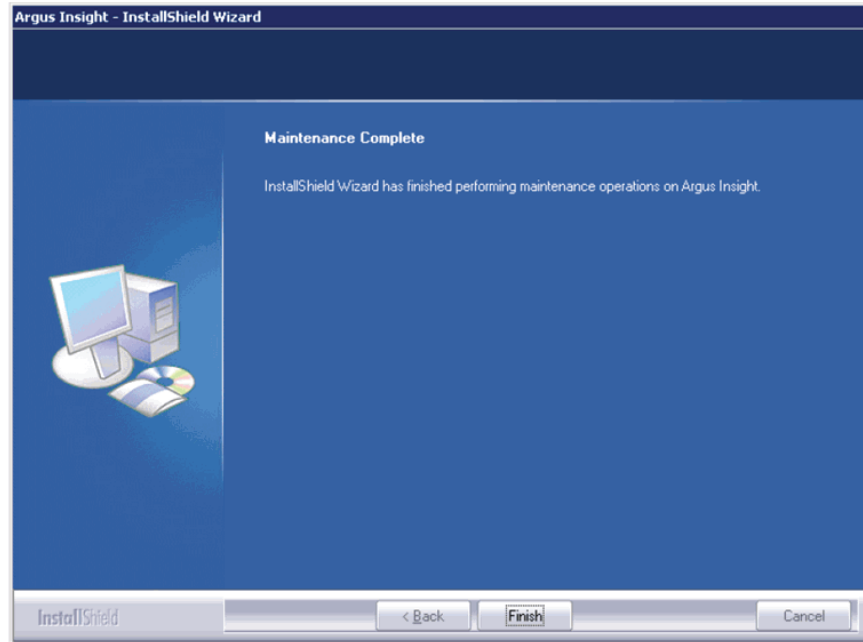 Argus Insight - InstallShield Wizard
Maintenance Complete
InstallShield Wizard has finished performing maintenance operations on Argus Insight.
InstallShield
< Back
Finish
Cancel